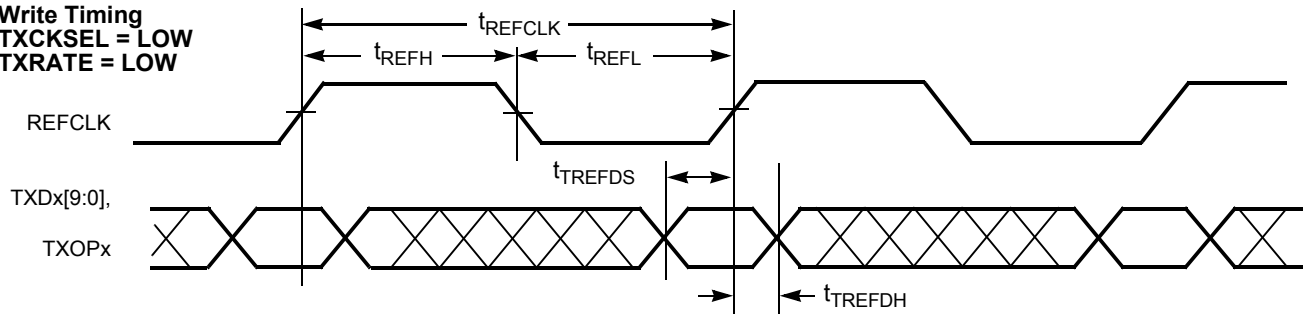 Write Timing
TXCKSEL = LOW
TXRATE = LOW
tREFCLK
tREFH
tREFL
REFCLK
tTREFDS
TXDx[9:0],
TXOPx
tTREFDH